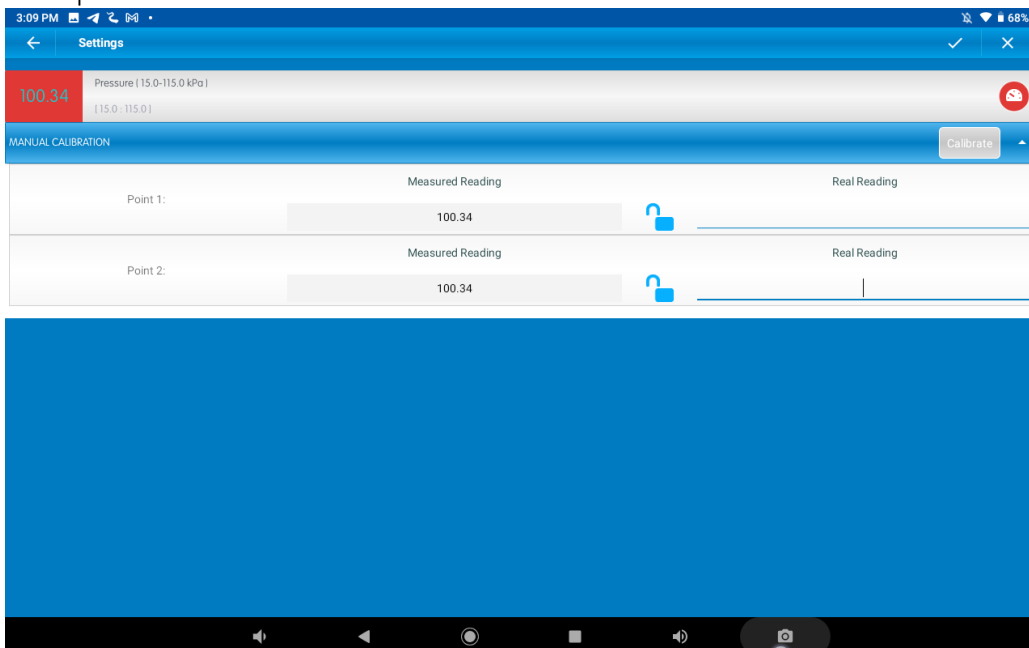 3:09 PM
68%
Settings
100.34
Pressure ( 15.0-115.0 kPa )
( 15.0 : 115.0 )
MANUAL CALIBRATION
Calibrate
Measured Reading
Real Reading
Point 1:
100.34
Measured Reading
Real Reading
Point 2:
100.34